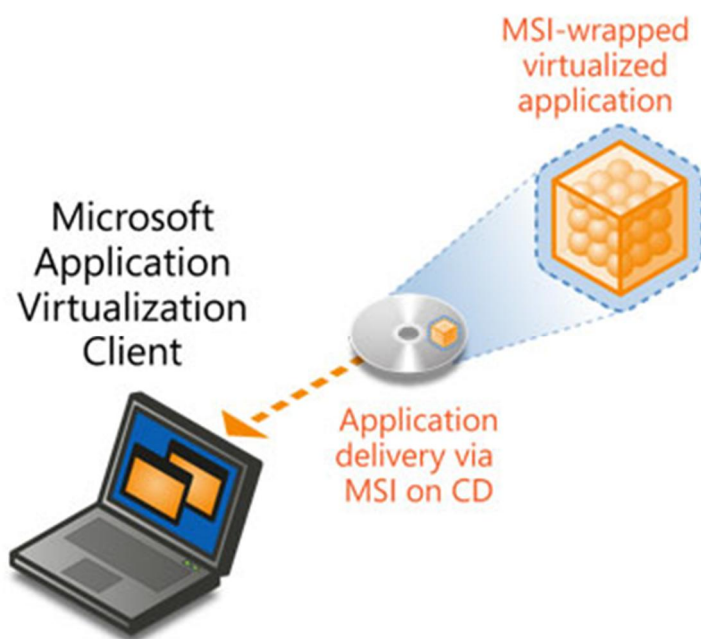 MSI-wrapped
virtualized
application
Microsoft
Application
Virtualization
Client
Application
delivery via
MSI on CD